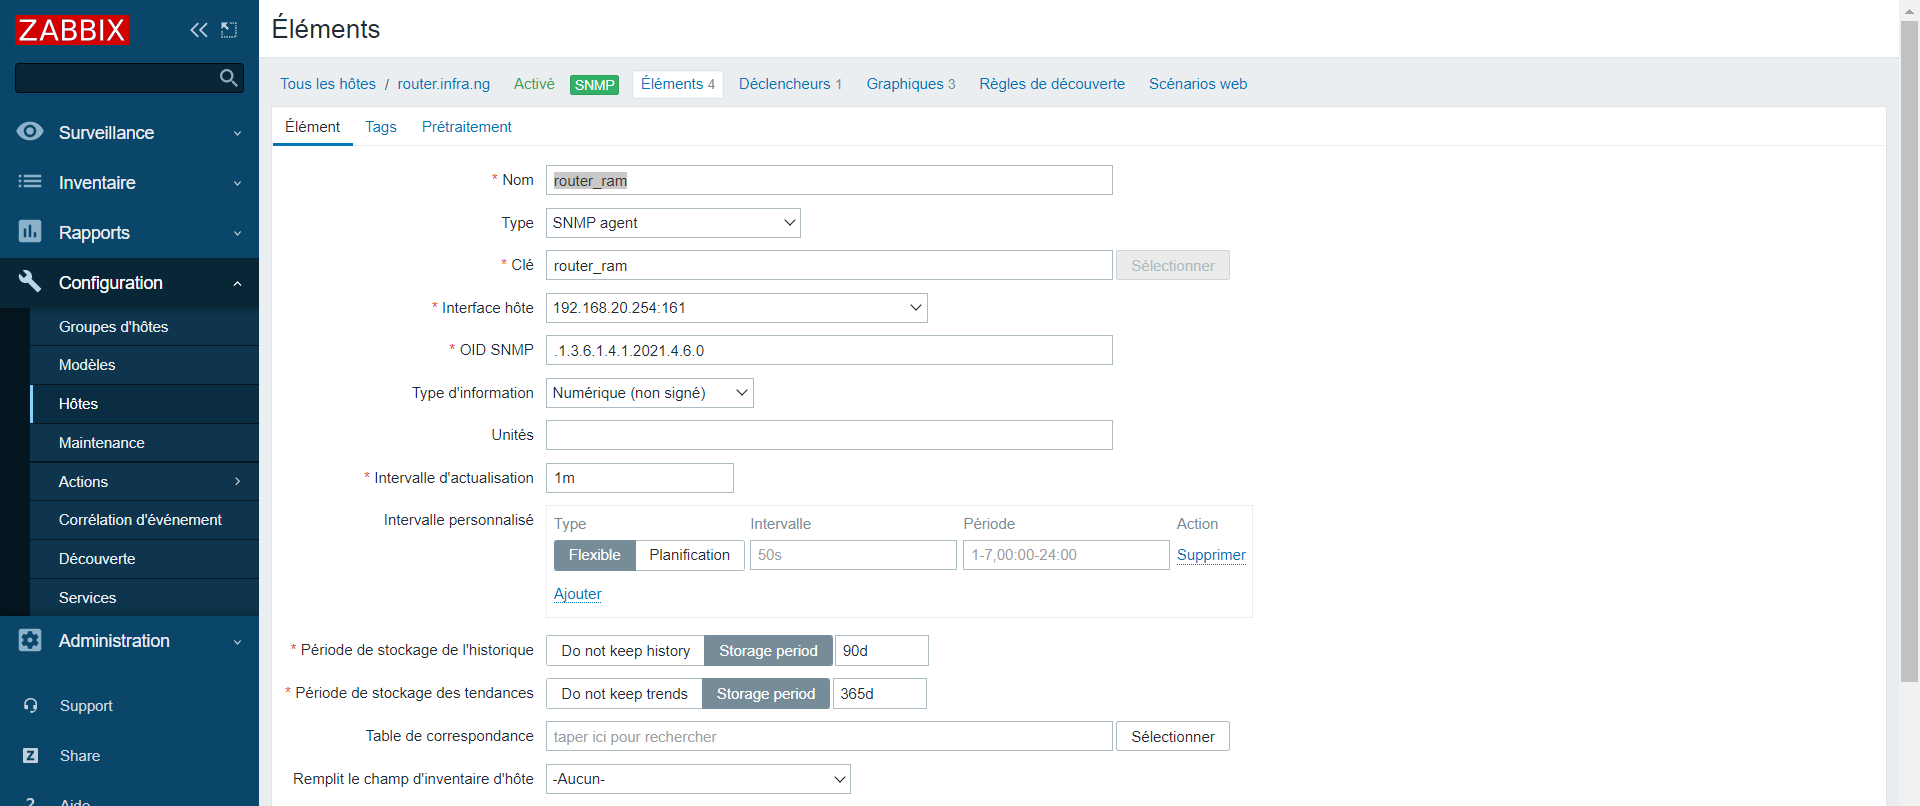 ZABBIX
Surveillance
Inventaire
Rapports
Configuration
Groupes d'hôtes
Modèles
Hôtes
Maintenance
Actions
Corrélation d'événement
Découverte
Services
Administration
Support
Share
Aide
Éléments
Tous les hôtes / router.infra.ng Activé SNMP Éléments 4 Déclencheurs 1 Graphiques 3 Règles de découverte Scénarios web
Élément Tags Prétraitement
* Nom router_ram
Type SNMP agent
* Clé router_ram Sélectionner
* Interface hôte 192.168.20.254:161
* OID SNMP .1.3.6.1.4.1.2021.4.6.0
Type d'information Numérique (non signé)
Unités
* Intervalle d'actualisation 1m
Intervalle personnalisé Type Intervalle Période Action
Flexible Planification 50s 1-7,00:00-24:00 Supprimer
Ajouter
* Période de stockage de l'historique Do not keep history Storage period 90d
* Période de stockage des tendances Do not keep trends Storage period 365d
Table de correspondance taper ici pour rechercher Sélectionner
Remplit le champ d'inventaire d'hôte -Aucun-